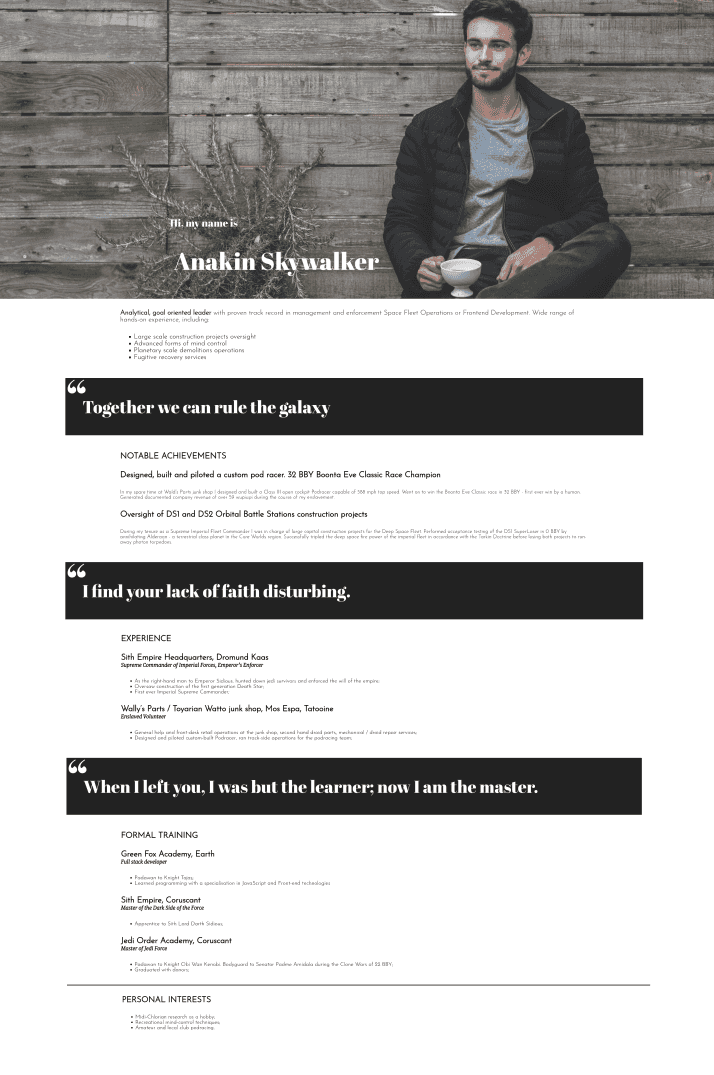 Hi, my name is
Anakin Skywalker
Analytical, goal oriented leader with proven track record in management and enforcement Space Fleet Operations or Frontend Development. Wide range of
hands-on experience, including:
• Large scale construction projects oversight
• Advanced forms of mind control
• Planetary scale demolitions operations
• Fugitive recovery services
“
Together we can rule the galaxy
NOTABLE ACHIEVEMENTS
Designed, built and piloted a custom pod racer. 32 BBY Boonta Eve Classic Race Champion
In my spare time at Wald's Parts junk shop I designed and built a Class III open cockpit Podracer capable of 588 mph top speed. Went on to win the Boonta Eve Classic race in 32 BBY - first ever win by a human.
Generated documented company revenue of over 59 wupiupi during the course of my enslavement.
Oversight of DS1 and DS2 Orbital Battle Stations construction projects
During my tenure as a Supreme Imperial Fleet Commander I was in charge of large capital construction projects for the Deep Space Fleet. Performed acceptance testing of the DS1 SuperLaser in 0 BBY by
annihilating Alderaan - a terrestrial class planet in the Core Worlds region. Successfully tripled the deep space fire power of the imperial fleet in accordance with the Tarkin Doctrine before losing both projects to run
away photon torpedoes.
“
I find your lack of faith disturbing.
EXPERIENCE
Sith Empire Headquarters, Dromund Kaas
Supreme Commander of Imperial Forces, Emperor's Enforcer
• As the right-hand man to Emperor Sidious, hunted down jedi survivors and enforced the will of the empire;
• Oversaw construction of the first generation Death Star;
• First ever Imperial Supreme Commander.
Wally's Parts / Toyarian Watto junk shop, Mos Espa, Tatooine
Enslaved Volunteer
• General help and front-desk retail operations at the junk shop, second hand droid parts, mechanical / droid repair services;
• Designed and piloted custom-built Podracer, ran track-side operations for the podracing team;
“
When I left you, I was but the learner; now I am the master.
FORMAL TRAINING
Green Fox Academy, Earth
Full stack developer
• Padawan to Knight Tojas;
• Learned programming with a specialisation in JavaScript and Front-end technologies
Sith Empire, Coruscant
Master of the Dark Side of the Force
• Apprentice to Sith Lord Darth Sidious;
Jedi Order Academy, Coruscant
Master of Jedi Force
• Padawan to Knight Obi Wan Kenobi. Bodyguard to Senator Padme Amidala during the Clone Wars of 22 BBY;
• Graduated with donors;
PERSONAL INTERESTS
• Midi-Chlorian research as a hobby;
• Recreational mind-control techniques
• Amateur and local club podracing.